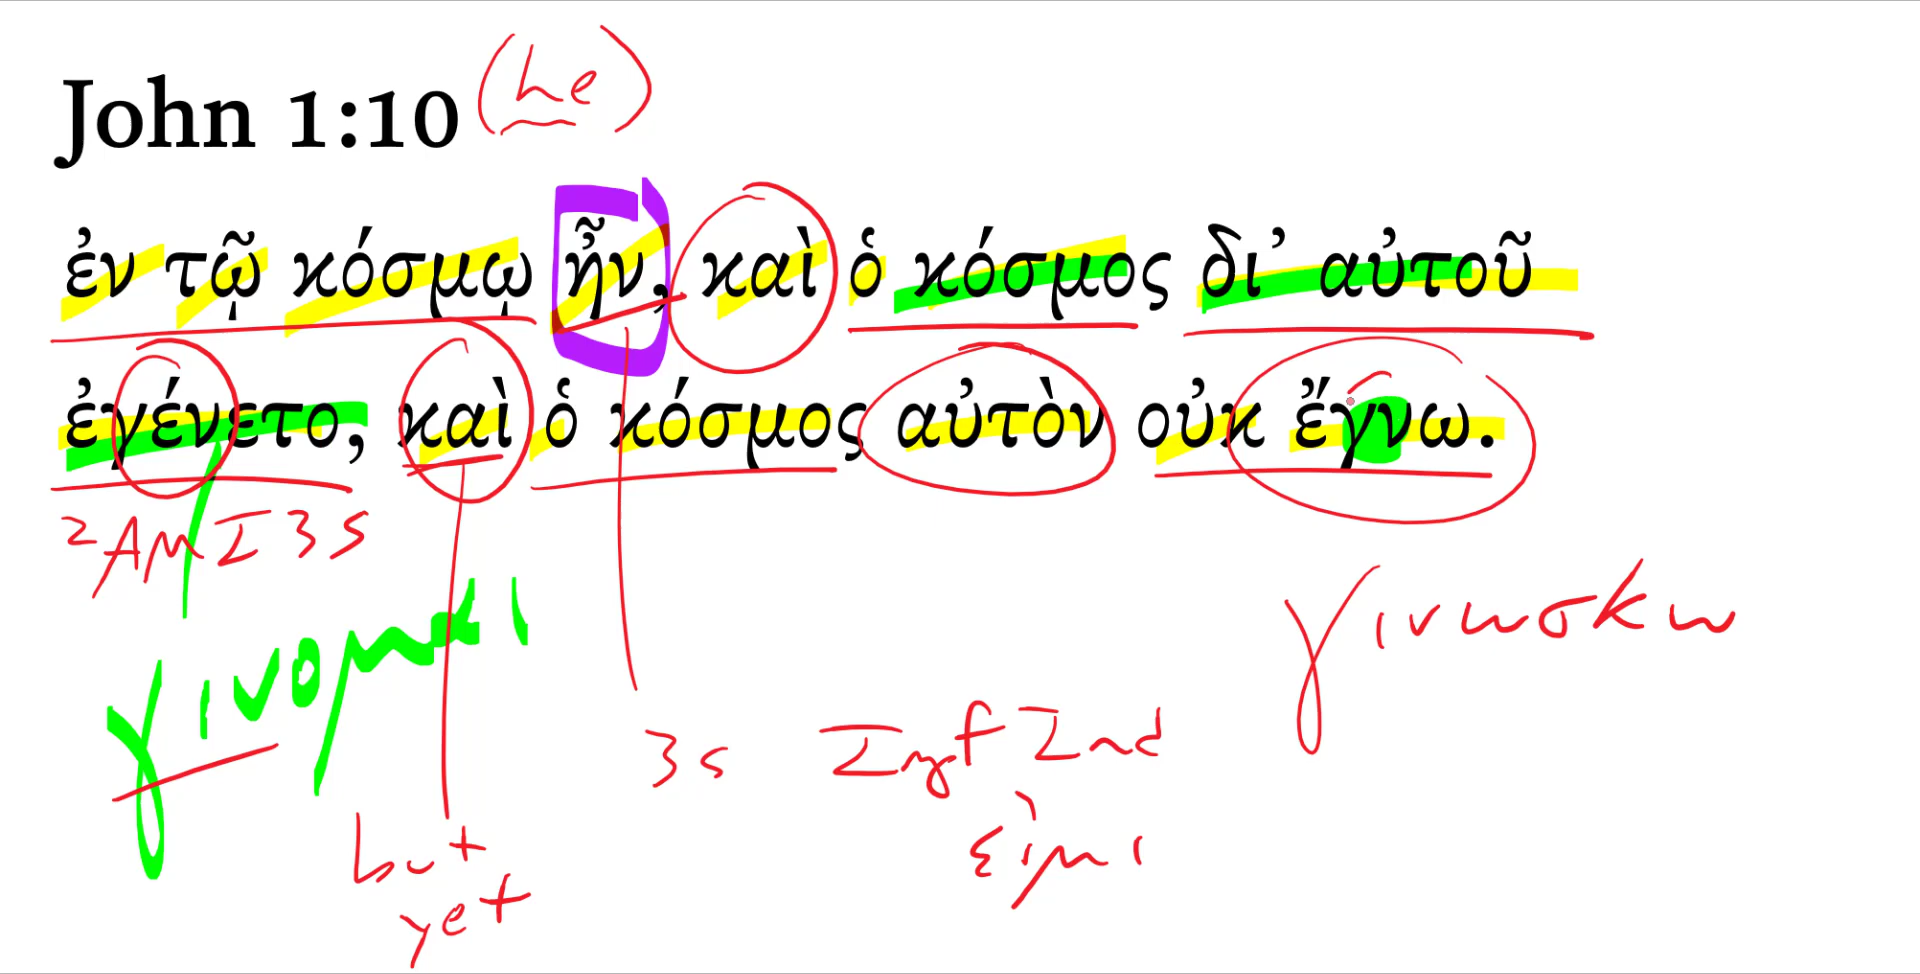 John 1:10 (he)
ἐν τῷ κόσμῳ ἦν, καὶ ὁ κόσμος δι’ αὐτοῦ
ἐγένετο, καὶ ὁ κόσμος αὐτὸν οὐκ ἔγνω.
2AMI3S
γινομαι
γινωσκω
3s Impf Ind
εἰμι
but
yet